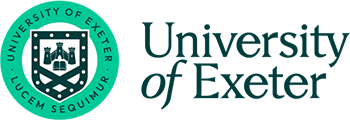 UNIVERSITY OF EXETER
LUCEM SEQUIMUR
University
of Exeter